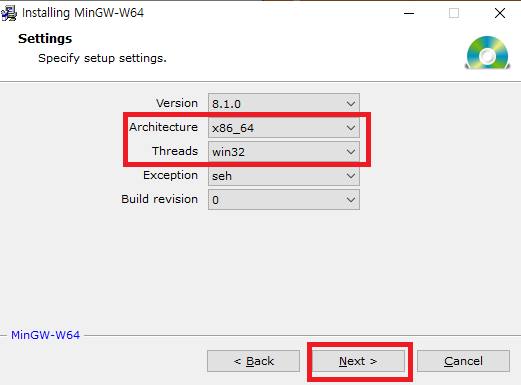 Installing MinGW-W64
Settings
Specify setup settings.
Version 8.1.0
Architecture x86_64
Threads win32
Exception seh
Build revision 0
MinGW-W64
< Back Next > Cancel